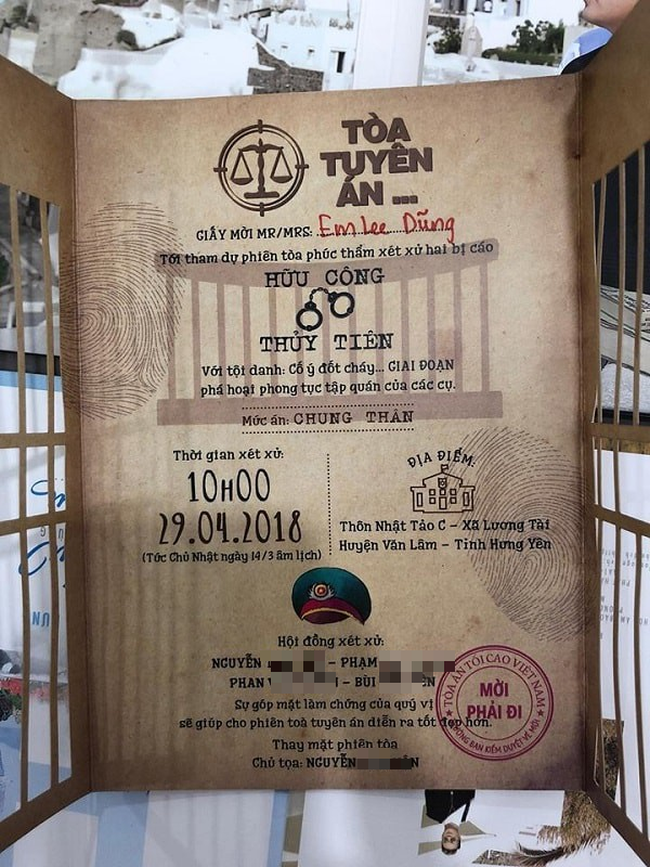 TÒA
TUYÊN
ÁN ...
GIẤY MỜI MR/MRS: Em Lee Dũng
Tới tham dự phiên tòa phúc thẩm xét xử hai bị cáo
HỮU CÔNG
THỦY TIÊN
Với tội danh: Cố ý đốt cháy... GIAI ĐOẠN
phá hoại phong tục tập quán của các cụ.
Mức án: CHUNG THÂN
Thời gian xét xử:
10H00
29.04.2018
(Tức Chủ Nhật ngày 14/3 âm lịch)
ĐỊA ĐIỂM:
Thôn Nhật Tảo C – Xã Lương Tài
Huyện Văn Lâm – Tỉnh Hưng Yên
Hội đồng xét xử:
NGUYỄN – PHẠM
PHAN – BÙI
Sự góp mặt làm chứng của quý vị
sẽ giúp cho phiên toà tuyên án diễn ra tốt đẹp hơn.
Thay mặt phiên tòa
Chủ tọa: NGUYỄN
TÒA ÁN TỐI CAO VIỆT NAM
MỜI
PHẢI ĐI
BAN KIỂM DUYỆT VÉ MỜI